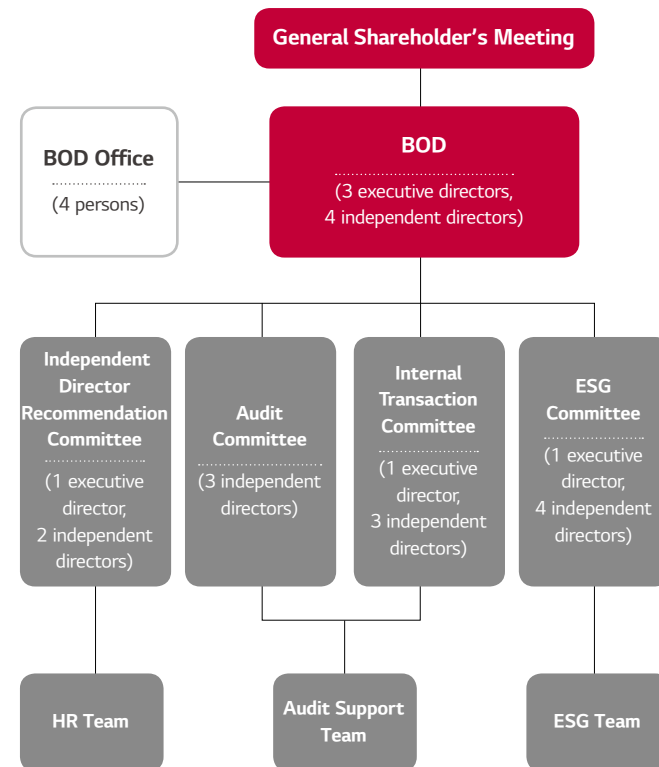 General Shareholder's Meeting
BOD Office
(4 persons)
BOD
(3 executive directors,
4 independent directors)
Independent
Director
Recommendation
Committee
(1 executive
director,
2 independent
directors)
Audit
Committee
(3 independent
directors)
Internal
Transaction
Committee
(1 executive
director,
3 independent
directors)
ESG
Committee
(1 executive
director,
4 independent
directors)
HR Team
Audit Support
Team
ESG Team